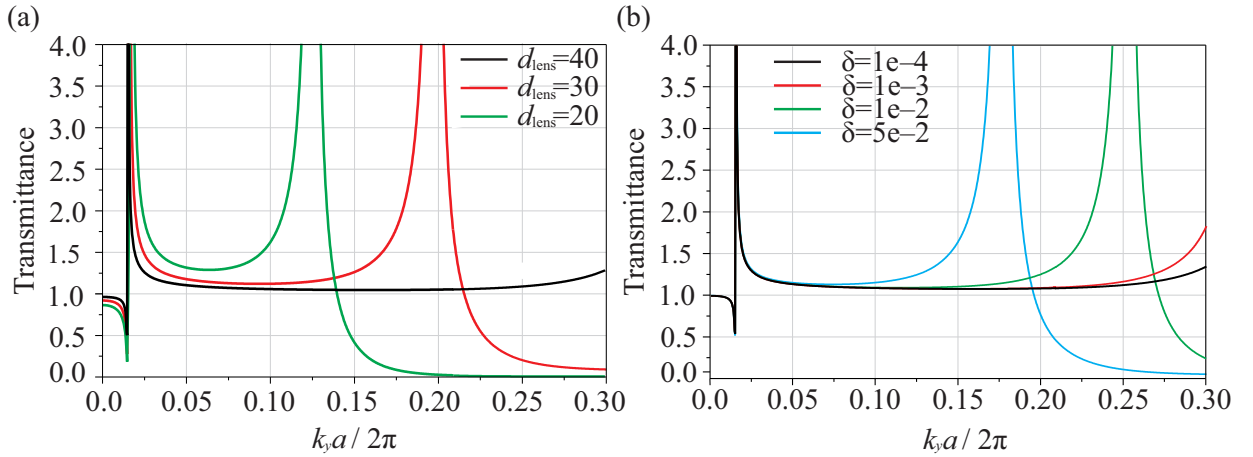 (a)
Transmittance
4.0
3.5
3.0
2.5
2.0
1.5
1.0
0.5
0.0
d_lens=40
d_lens=30
d_lens=20
0.0 0.05 0.10 0.15 0.20 0.25 0.30
k_y a / 2π
(b)
Transmittance
4.0
3.5
3.0
2.5
2.0
1.5
1.0
0.5
0.0
δ=1e–4
δ=1e–3
δ=1e–2
δ=5e–2
0.0 0.05 0.10 0.15 0.20 0.25 0.30
k_y a / 2π